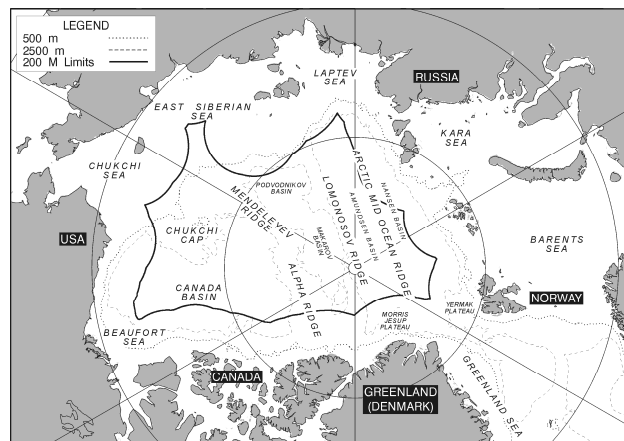 LEGEND
500 m
2500 m
200 M Limits
LAPTEV
SEA
RUSSIA
EAST SIBERIAN
SEA
KARA
SEA
CHUKCHI
SEA
PODVODNIKOV
BASIN
ARCTIC MID OCEAN RIDGE
NANSEN BASIN
AMUNDSEN BASIN
LOMONOSOV RIDGE
MENDELEYEV
RIDGE
MAKAROV
BASIN
CHUKCHI
CAP
USA
BARENTS
SEA
CANADA
BASIN
ALPHA RIDGE
NORWAY
YERMAK
PLATEAU
MORRIS
JESUP
PLATEAU
BEAUFORT
SEA
CANADA
GREENLAND
(DENMARK)
GREENLAND SEA